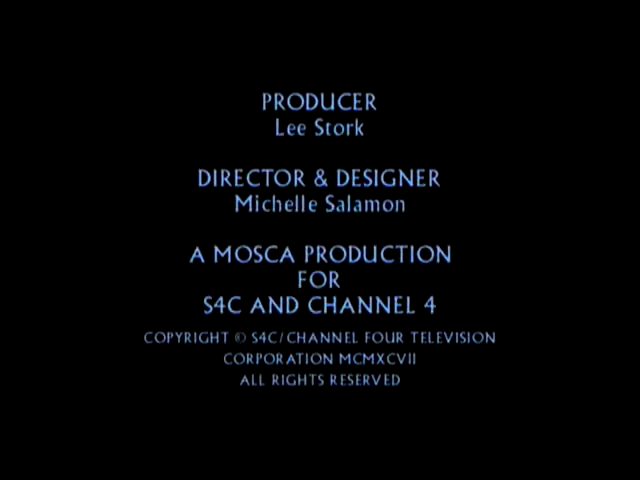 PRODUCER
Lee Stork
DIRECTOR & DESIGNER
Michelle Salamon
A MOSCA PRODUCTION
FOR
S4C AND CHANNEL 4
COPYRIGHT © S4C/CHANNEL FOUR TELEVISION
CORPORATION MCMXCVII
ALL RIGHTS RESERVED